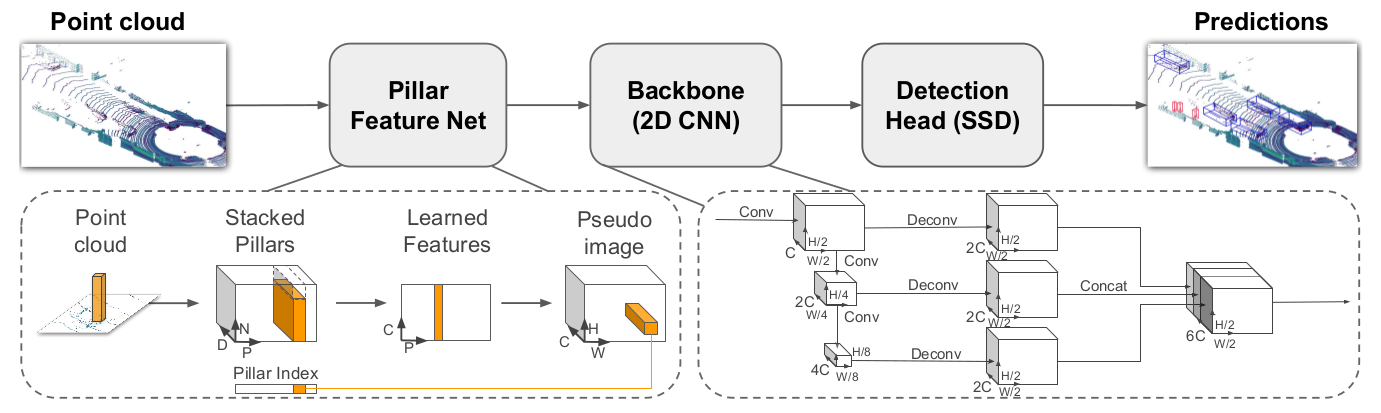 Point cloud
Predictions
Pillar
Feature Net
Backbone
(2D CNN)
Detection
Head (SSD)
Point
cloud
Stacked
Pillars
Learned
Features
Pseudo
image
N
D
P
C
P
H
C
W
Pillar Index
Conv
H/2
C
W/2
Deconv
H/2
2C
W/2
Conv
H/4
2C
W/4
Deconv
H/2
2C
W/2
Conv
H/8
4C
W/8
Deconv
H/2
2C
W/2
Concat
H/2
6C
W/2